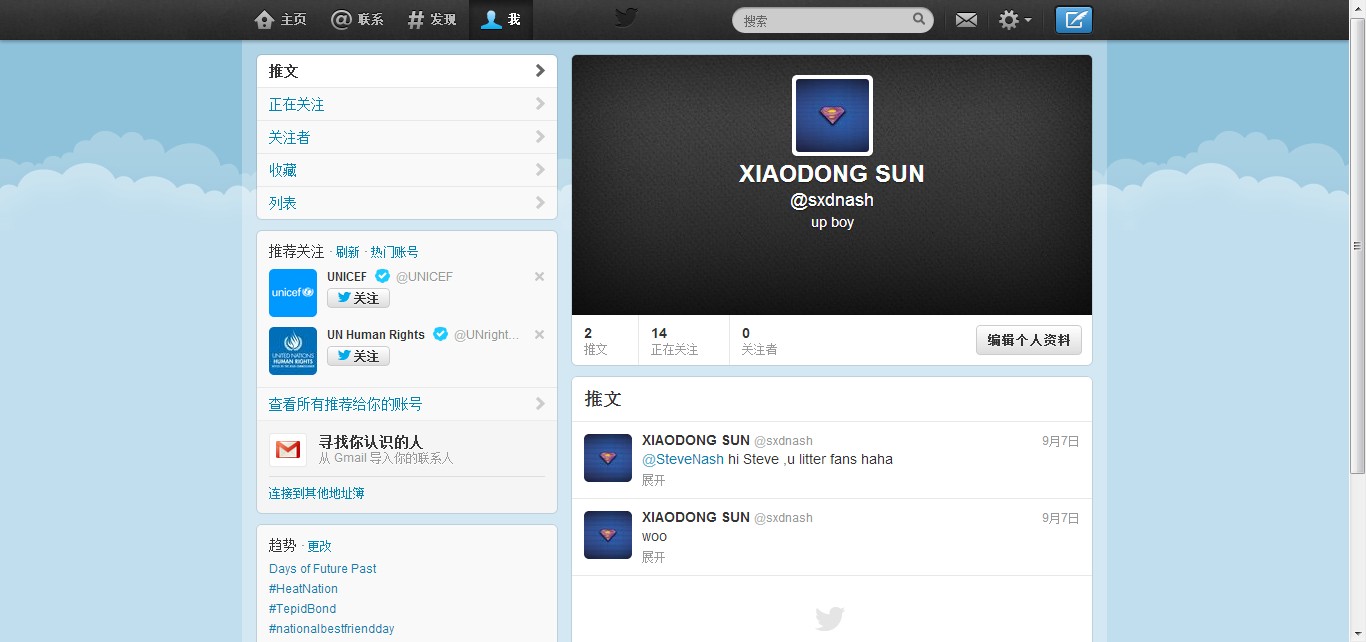 主页
联系
发现
我
搜索
推文
正在关注
关注者
收藏
列表
推荐关注 · 刷新 · 热门账号
unicef
UNICEF @UNICEF
关注
UNITED NATIONS
HUMAN RIGHTS
UN Human Rights @UNright...
关注
查看所有推荐给你的账号
寻找你认识的人
从 Gmail 导入你的联系人
连接到其他地址簿
趋势 · 更改
Days of Future Past
#HeatNation
#TepidBond
#nationalbestfriendday
XIAODONG SUN
@sxdnash
up boy
2
推文
14
正在关注
0
关注者
编辑个人资料
推文
XIAODONG SUN @sxdnash 9月7日
@SteveNash hi Steve ,u litter fans haha
展开
XIAODONG SUN @sxdnash 9月7日
woo
展开